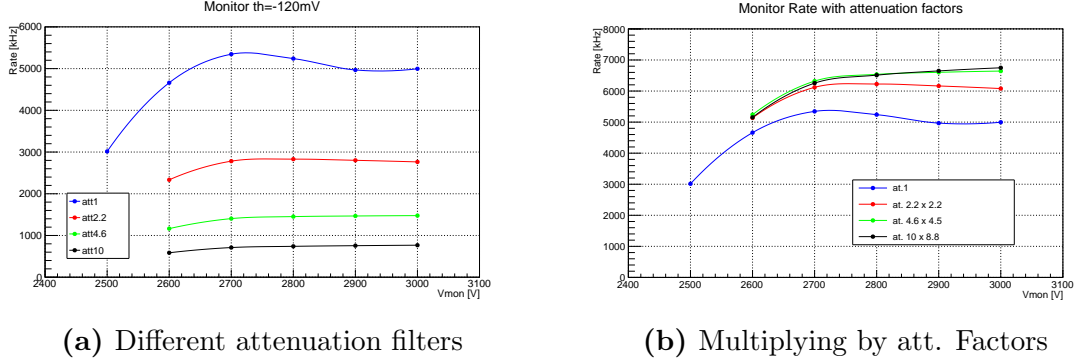 Monitor th=-120mV
Rate [kHz]
6000
5000
4000
3000
2000
1000
0
att1
att2.2
att4.6
att10
2400 2500 2600 2700 2800 2900 3000 3100
Vmon [V]
(a) Different attenuation filters
Monitor Rate with attenuation factors
Rate [kHz]
8000
7000
6000
5000
4000
3000
2000
1000
0
at.1
at. 2.2 x 2.2
at. 4.6 x 4.5
at. 10 x 8.8
2400 2500 2600 2700 2800 2900 3000 3100
Vmon [V]
(b) Multiplying by att. Factors